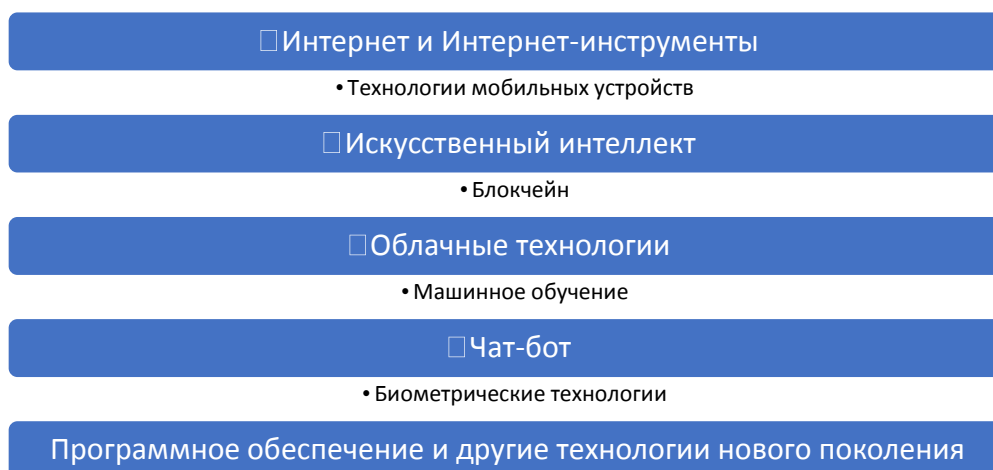 Интернет и Интернет-инструменты
• Технологии мобильных устройств
Искусственный интеллект
• Блокчейн
Облачные технологии
• Машинное обучение
Чат-бот
• Биометрические технологии
Программное обеспечение и другие технологии нового поколения